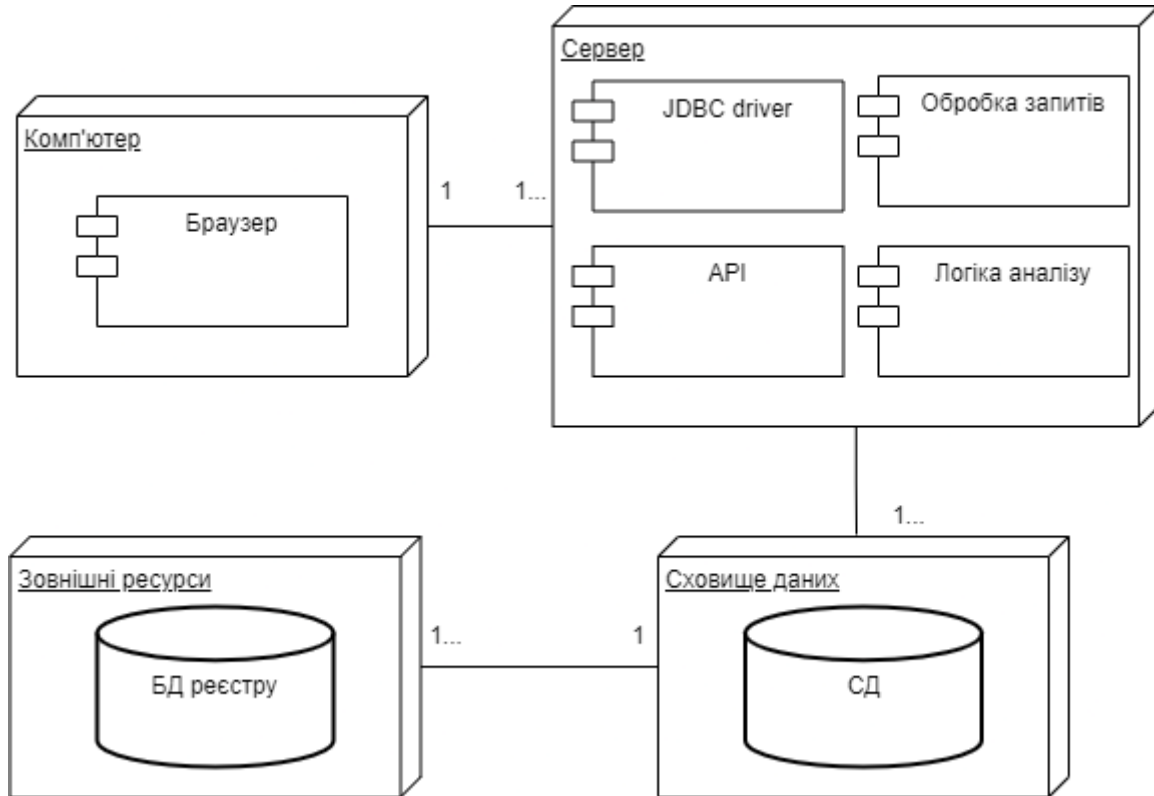 Сервер
JDBC driver
Обробка запитів
Комп'ютер
Браузер
1
1...
API
Логіка аналізу
1...
Зовнішні ресурси
БД реєстру
1...
1
Сховище даних
СД